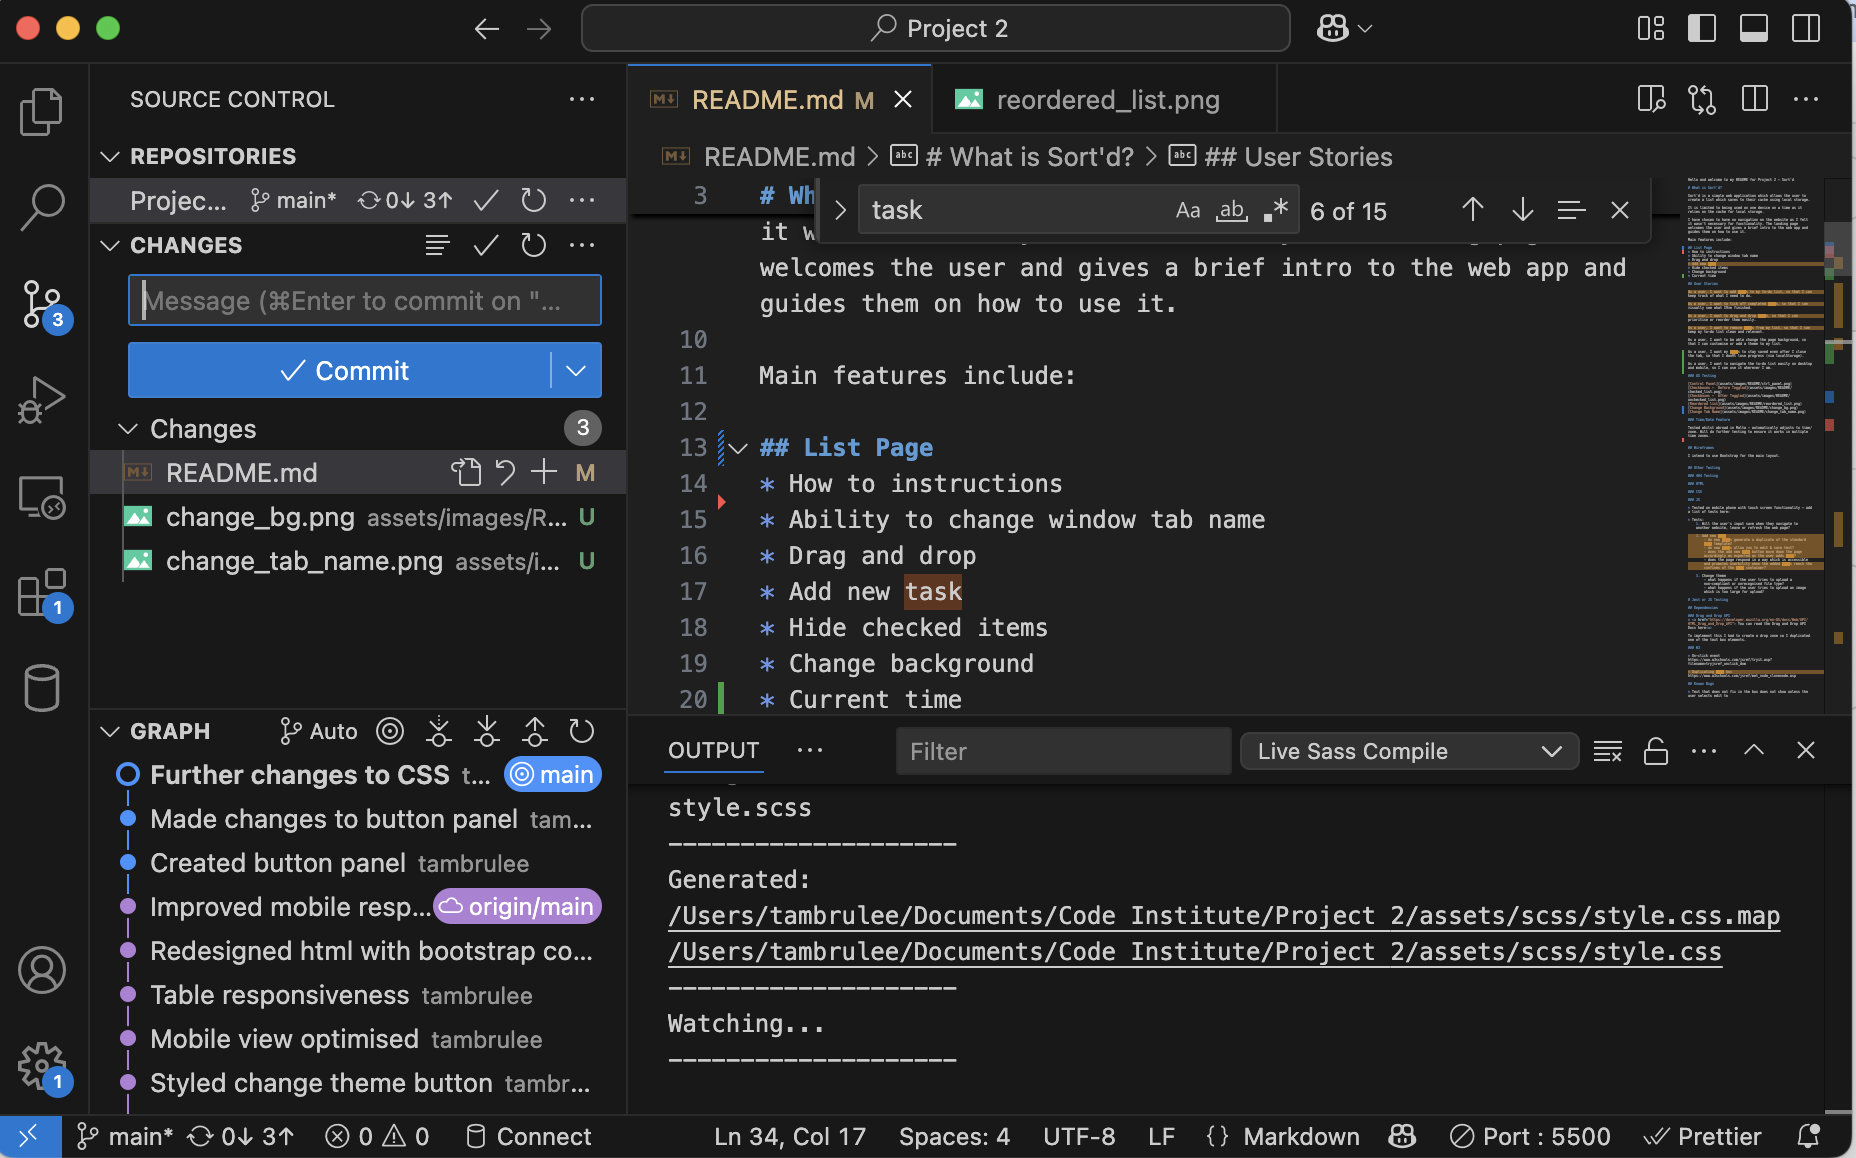 Project 2
SOURCE CONTROL
REPOSITORIES
Projec... main* 0↓ 3↑
CHANGES
Message (⌘Enter to commit on "...
Commit
Changes 3
README.md M
change_bg.png assets/images/R... U
change_tab_name.png assets/i... U
GRAPH Auto
Further changes to CSS t... main
Made changes to button panel tam...
Created button panel tambrulee
Improved mobile resp... origin/main
Redesigned html with bootstrap co...
Table responsiveness tambrulee
Mobile view optimised tambrulee
Styled change theme button tambr...
3
1
1
README.md M
reordered_list.png
README.md > # What is Sort'd? > ## User Stories
task Aa ab .* 6 of 15
3 # Wh
it w
welcomes the user and gives a brief intro to the web app and
guides them on how to use it.
10
11 Main features include:
12
13 ## List Page
14 * How to instructions
15 * Ability to change window tab name
16 * Drag and drop
17 * Add new task
18 * Hide checked items
19 * Change background
20 * Current time
OUTPUT ... Filter Live Sass Compile
style.scss
--------------------
Generated:
/Users/tambrulee/Documents/Code Institute/Project 2/assets/scss/style.css.map
/Users/tambrulee/Documents/Code Institute/Project 2/assets/scss/style.css
--------------------
Watching...
--------------------
main* 0↓ 3↑ 0 0 Connect Ln 34, Col 17 Spaces: 4 UTF-8 LF {} Markdown Port : 5500 Prettier